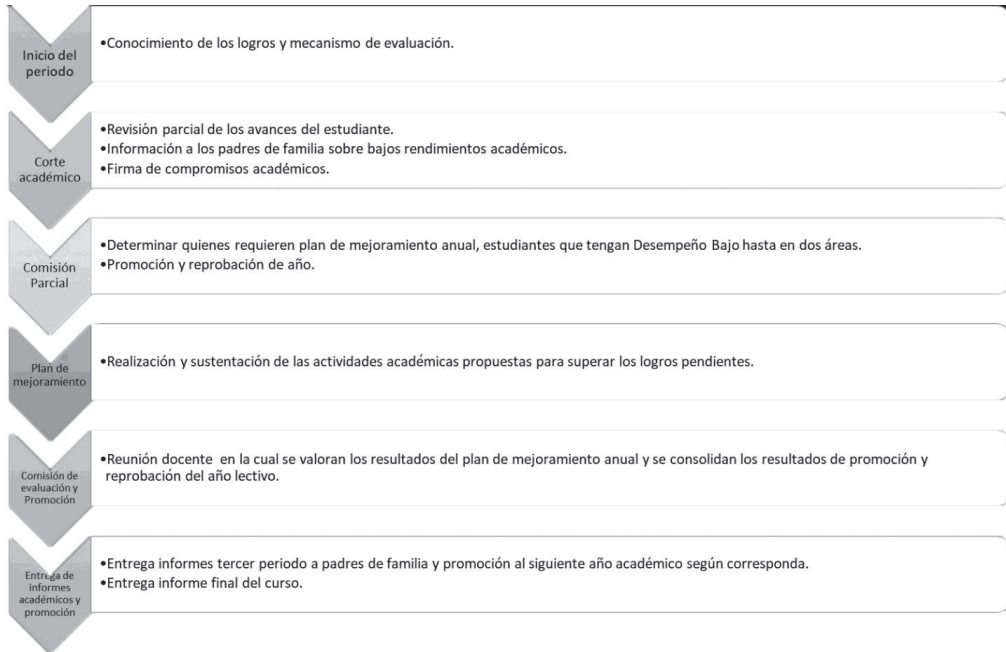 Inicio del
periodo
•Conocimiento de los logros y mecanismo de evaluación.
Corte
académico
•Revisión parcial de los avances del estudiante.
•Información a los padres de familia sobre bajos rendimientos académicos.
•Firma de compromisos académicos.
Comisión
Parcial
•Determinar quienes requieren plan de mejoramiento anual, estudiantes que tengan Desempeño Bajo hasta en dos áreas.
•Promoción y reprobación de año.
Plan de
mejoramiento
•Realización y sustentación de las actividades académicas propuestas para superar los logros pendientes.
Comisión de
evaluación y
Promoción
•Reunión docente en la cual se valoran los resultados del plan de mejoramiento anual y se consolidan los resultados de promoción y
reprobación del año lectivo.
Entrega de
informes
académicos y
promoción
•Entrega informes tercer periodo a padres de familia y promoción al siguiente año académico según corresponda.
•Entrega informe final del curso.